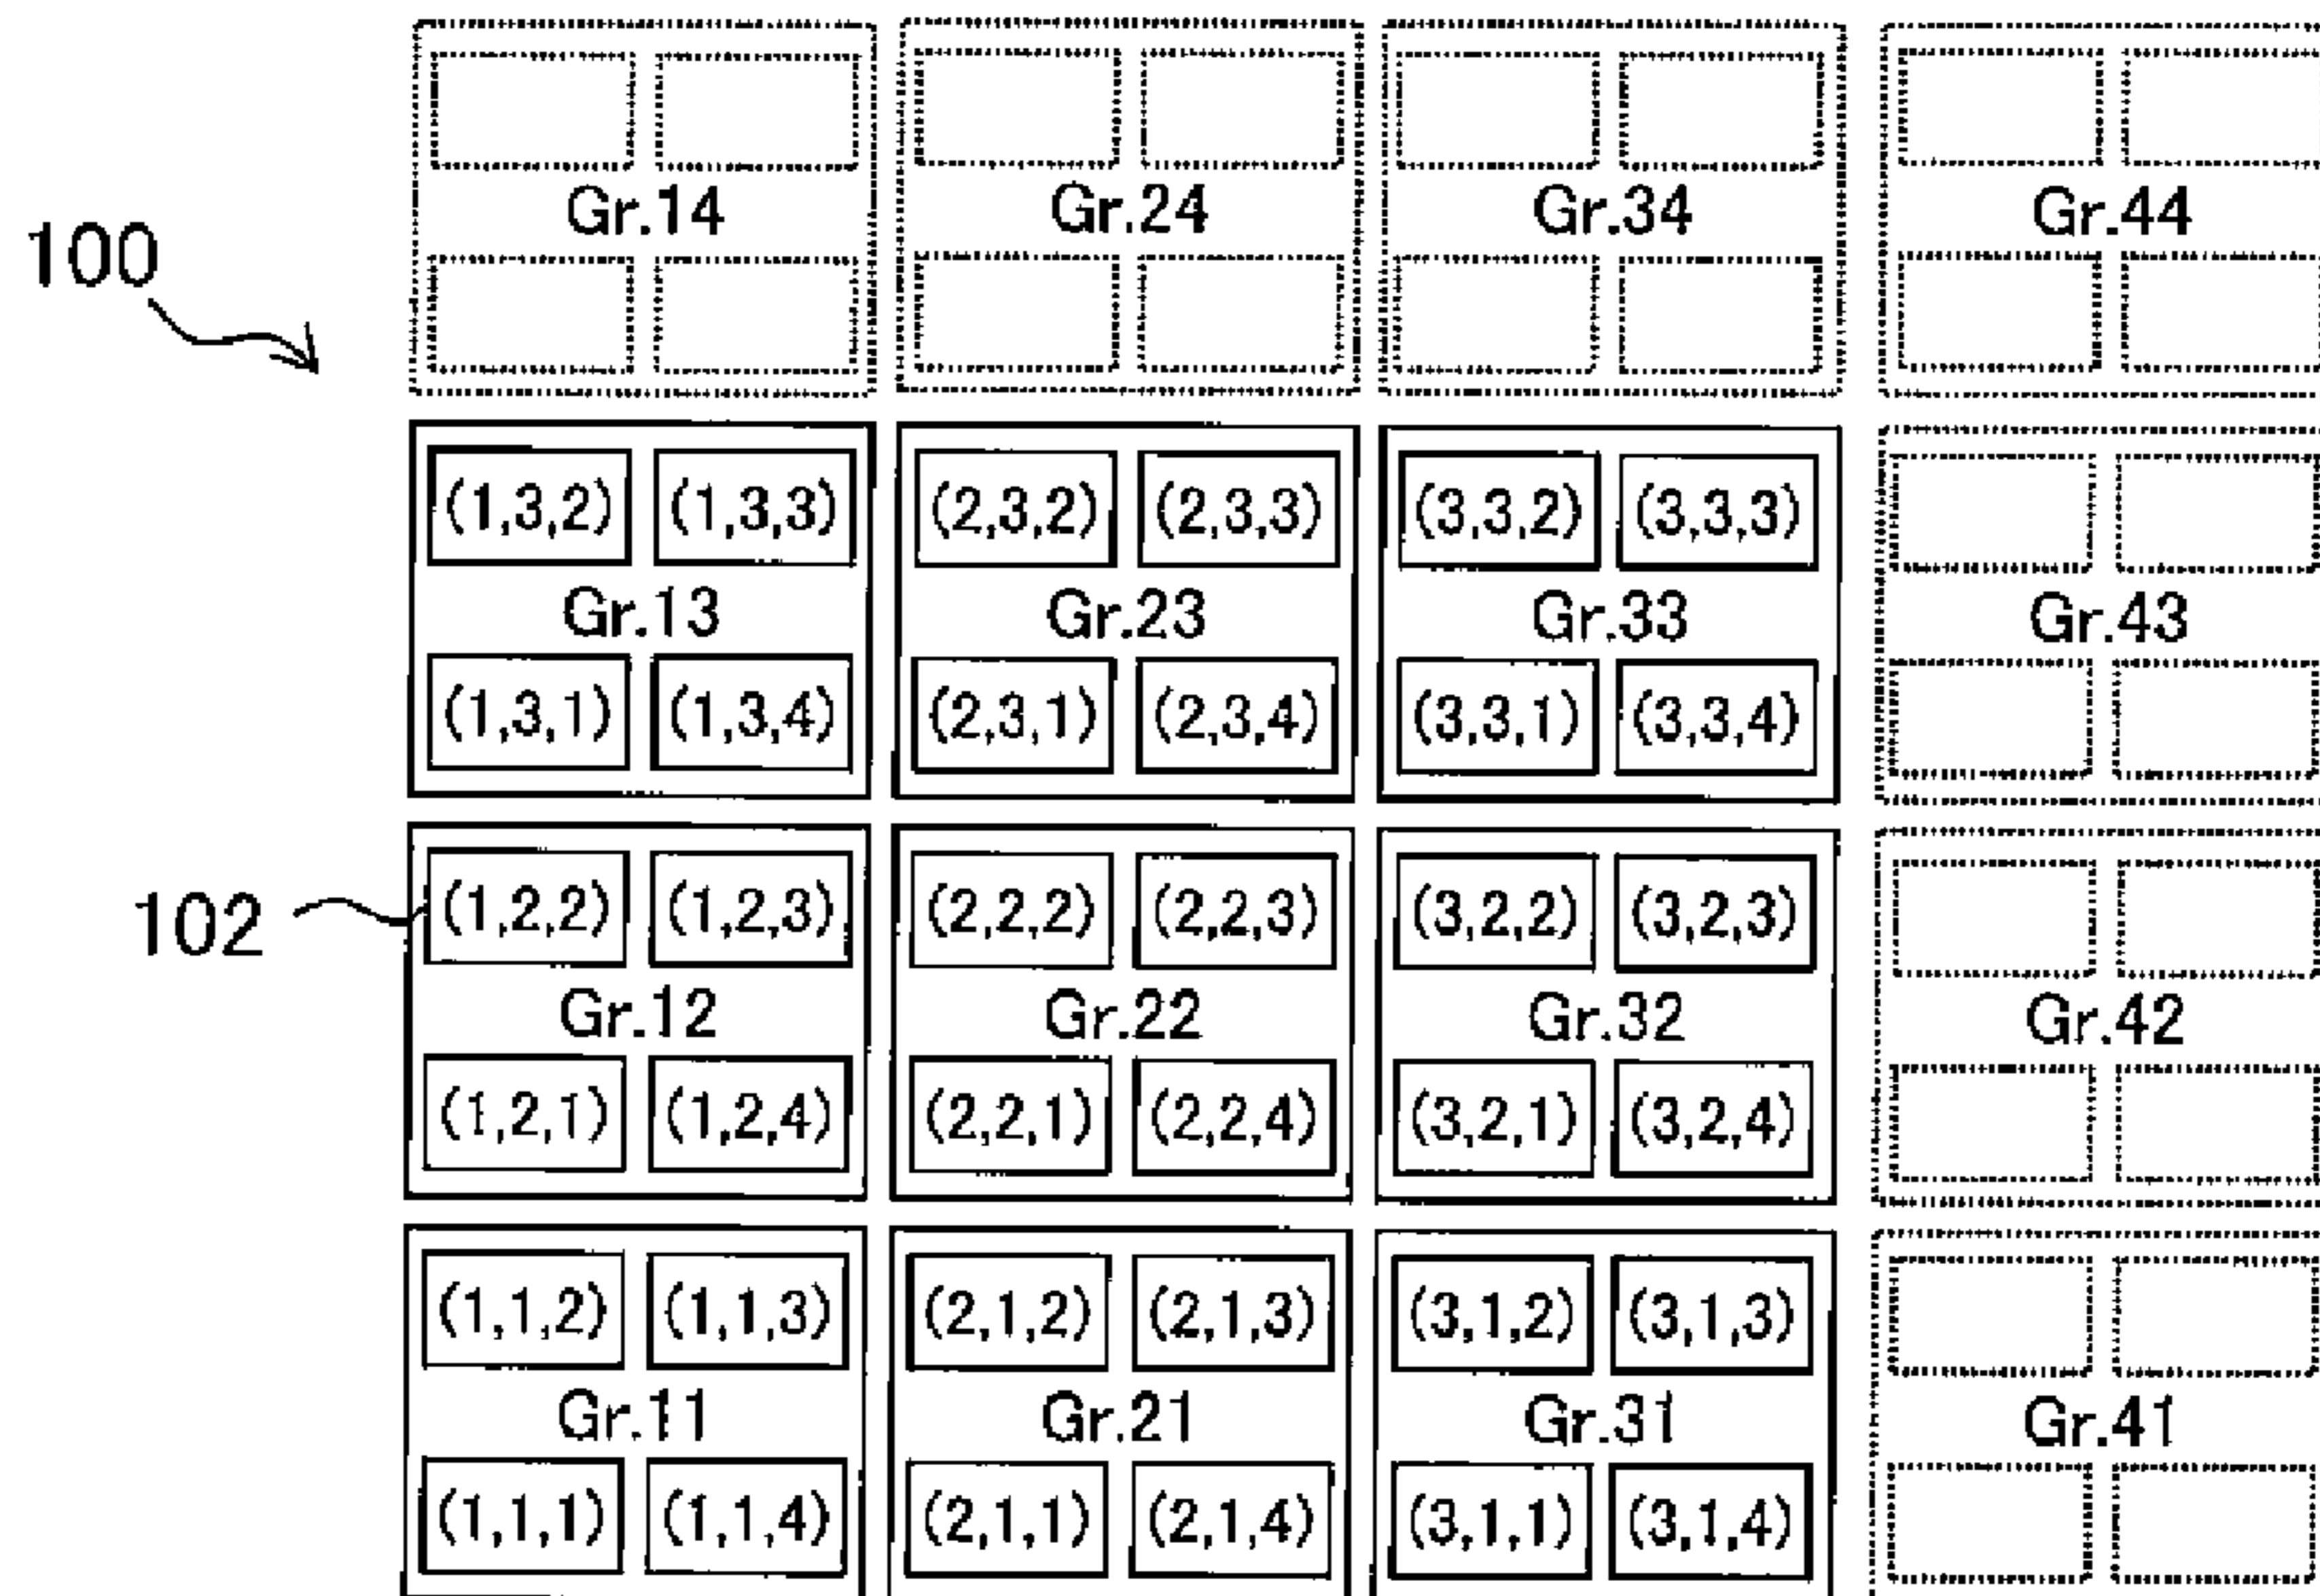 Gr.14 Gr.24 Gr.34 Gr.44
100
(1,3,2) (1,3,3) (2,3,2) (2,3,3) (3,3,2) (3,3,3)
Gr.13 Gr.23 Gr.33 Gr.43
(1,3,1) (1,3,4) (2,3,1) (2,3,4) (3,3,1) (3,3,4)
102 (1,2,2) (1,2,3) (2,2,2) (2,2,3) (3,2,2) (3,2,3)
Gr.12 Gr.22 Gr.32 Gr.42
(1,2,1) (1,2,4) (2,2,1) (2,2,4) (3,2,1) (3,2,4)
(1,1,2) (1,1,3) (2,1,2) (2,1,3) (3,1,2) (3,1,3)
Gr.11 Gr.21 Gr.31 Gr.41
(1,1,1) (1,1,4) (2,1,1) (2,1,4) (3,1,1) (3,1,4)